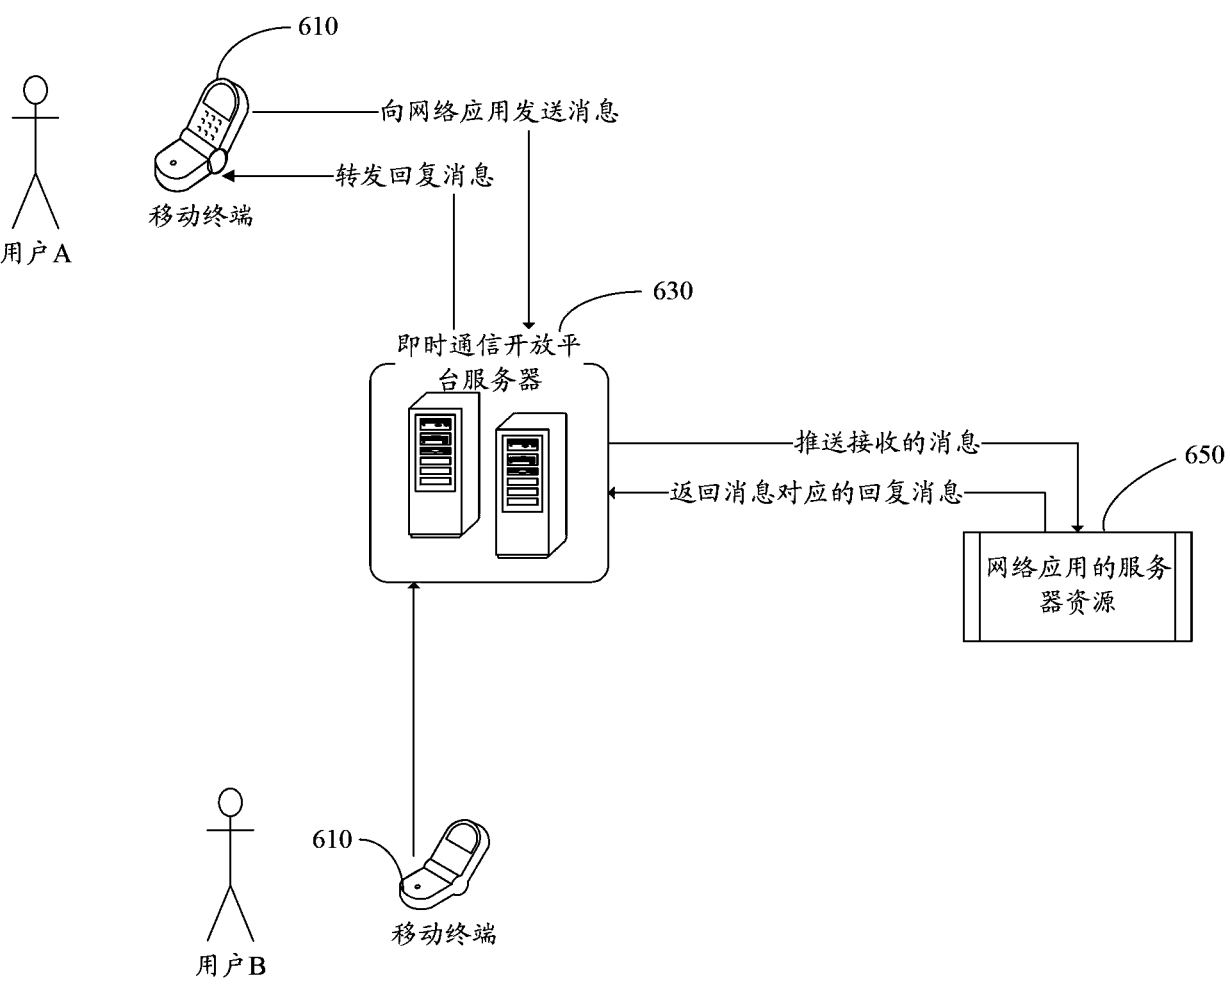 610
向网络应用发送消息
转发回复消息
移动终端
用户A
630
即时通信开放平
台服务器
推送接收的消息
650
返回消息对应的回复消息
网络应用的服务
器资源
610
移动终端
用户B